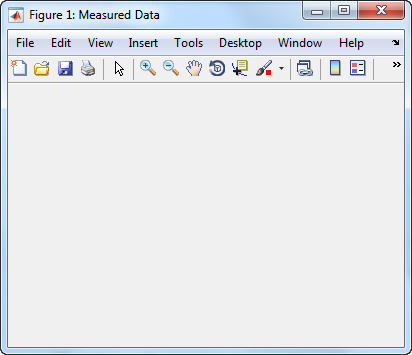 Figure 1: Measured Data
File Edit View Insert Tools Desktop Window Help